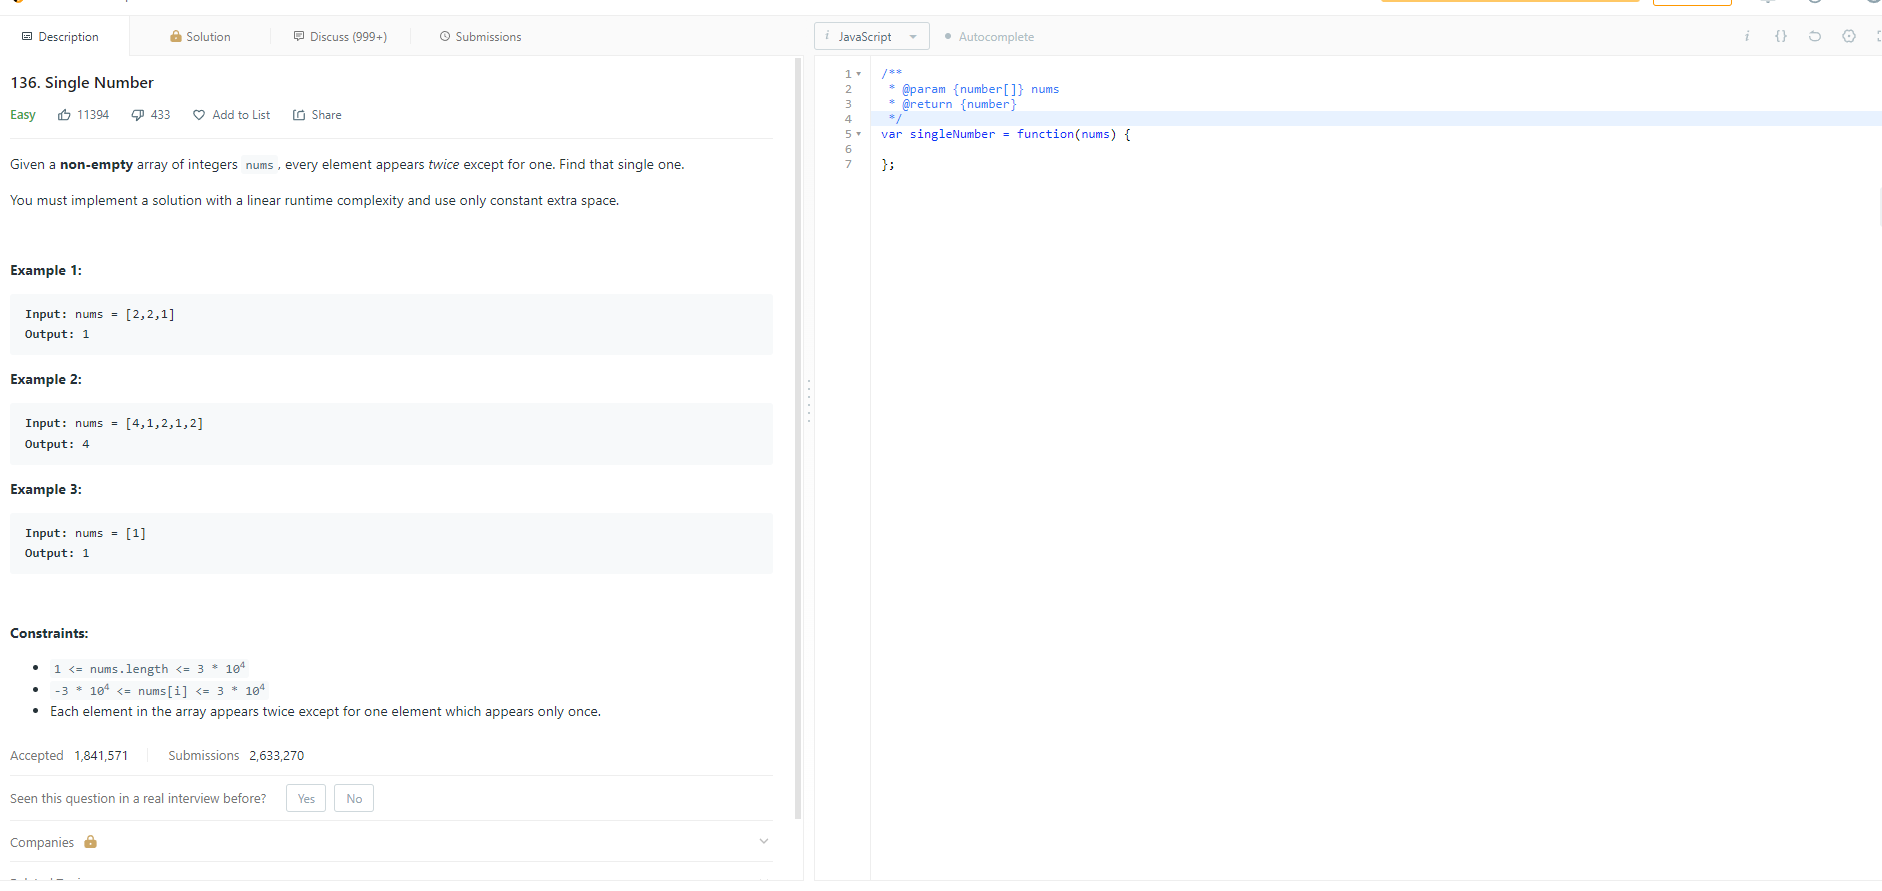 Description
Solution
Discuss (999+)
Submissions
i JavaScript
Autocomplete
i {}
136. Single Number
Easy 11394 433 Add to List Share
Given a non-empty array of integers nums, every element appears twice except for one. Find that single one.
You must implement a solution with a linear runtime complexity and use only constant extra space.
Example 1:
Input: nums = [2,2,1]
Output: 1
Example 2:
Input: nums = [4,1,2,1,2]
Output: 4
Example 3:
Input: nums = [1]
Output: 1
Constraints:
1 <= nums.length <= 3 * 10⁴
-3 * 10⁴ <= nums[i] <= 3 * 10⁴
Each element in the array appears twice except for one element which appears only once.
Accepted 1,841,571 Submissions 2,633,270
Seen this question in a real interview before? Yes No
Companies
1 /**
2 * @param {number[]} nums
3 * @return {number}
4 */
5 var singleNumber = function(nums) {
6
7 };